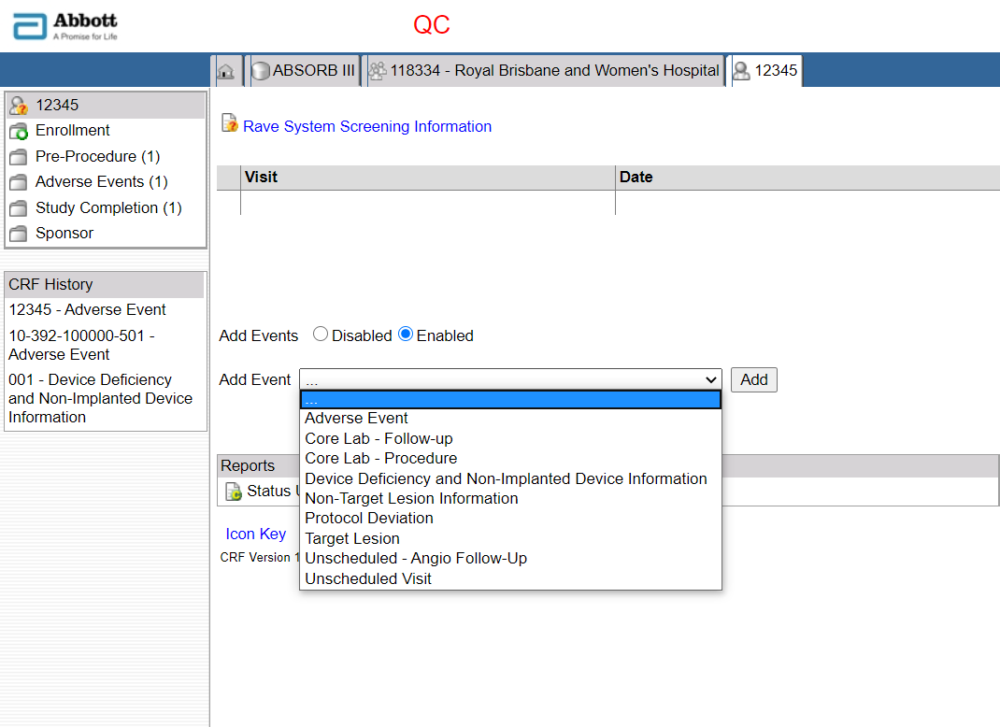 Abbott
A Promise for Life
QC
ABSORB III
118334 - Royal Brisbane and Women's Hospital
12345
12345
Enrollment
Pre-Procedure (1)
Adverse Events (1)
Study Completion (1)
Sponsor
CRF History
12345 - Adverse Event
10-392-100000-501 -
Adverse Event
001 - Device Deficiency
and Non-Implanted Device
Information
Rave System Screening Information
Visit Date
Add Events Disabled Enabled
Add Event ... Add
...
Adverse Event
Core Lab - Follow-up
Core Lab - Procedure
Device Deficiency and Non-Implanted Device Information
Non-Target Lesion Information
Protocol Deviation
Target Lesion
Unscheduled - Angio Follow-Up
Unscheduled Visit
Reports
Status
Icon Key
CRF Version 1